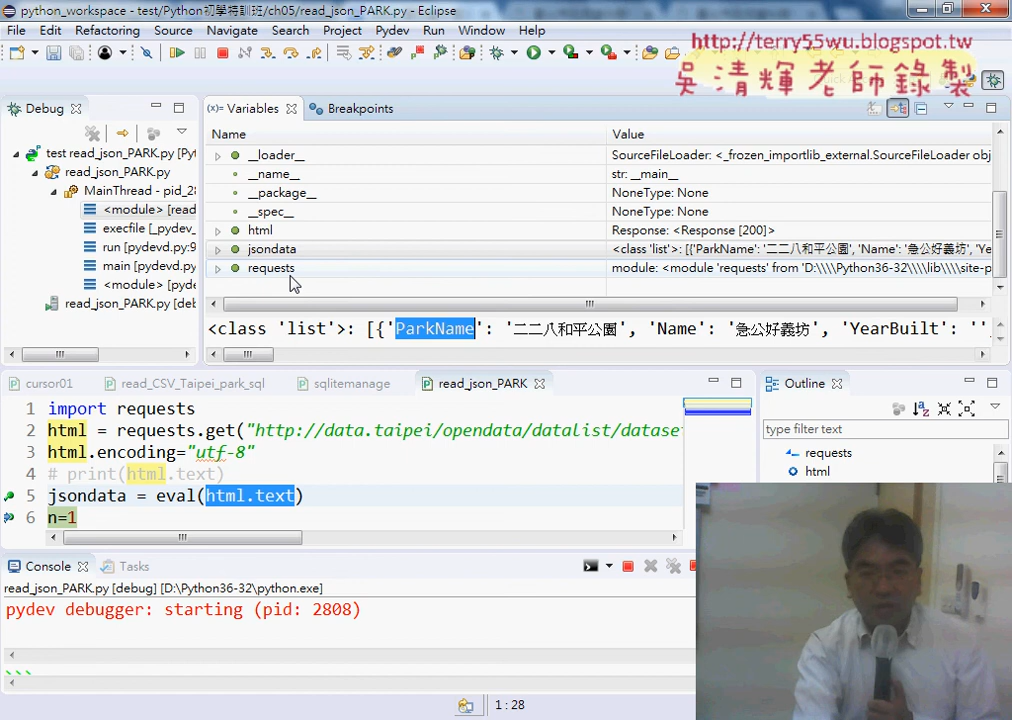 python_workspace - test/Python初學特訓班/ch05/read_json_PARK.py - Eclipse
File Edit Refactoring Source Navigate Search Project Pydev Run Window Help
http://terry55wu.blogspot.tw
吳清輝老師錄製
Debug
(x)= Variables
Breakpoints
Name Value
test read_json_PARK.py [Pyt
read_json_PARK.py
MainThread - pid_28
<module> [read
execfile [_pydev_
run [pydevd.py:9
main [pydevd.py
<module> [pyde
read_json_PARK.py [deb
__loader__ SourceFileLoader: <_frozen_importlib_external.SourceFileLoader obj
__name__ str: __main__
__package__ NoneType: None
__spec__ NoneType: None
html Response: <Response [200]>
jsondata <class 'list'>: [{'ParkName': '二二八和平公園', 'Name': '急公好義坊', 'Ye
requests module: <module 'requests' from 'D:\\\\Python36-32\\\\lib\\\\site-p
<class 'list'>: [{'ParkName': '二二八和平公園', 'Name': '急公好義坊', 'YearBuilt': ''
cursor01 read_CSV_Taipei_park_sql sqlitemanage read_json_PARK
1 import requests
2 html = requests.get("http://data.taipei/opendata/datalist/datase
3 html.encoding="utf-8"
4 # print(html.text)
5 jsondata = eval(html.text)
6 n=1
Outline
type filter text
requests
html
Console Tasks
read_json_PARK.py [debug] [D:\Python36-32\python.exe]
pydev debugger: starting (pid: 2808)
1 : 28